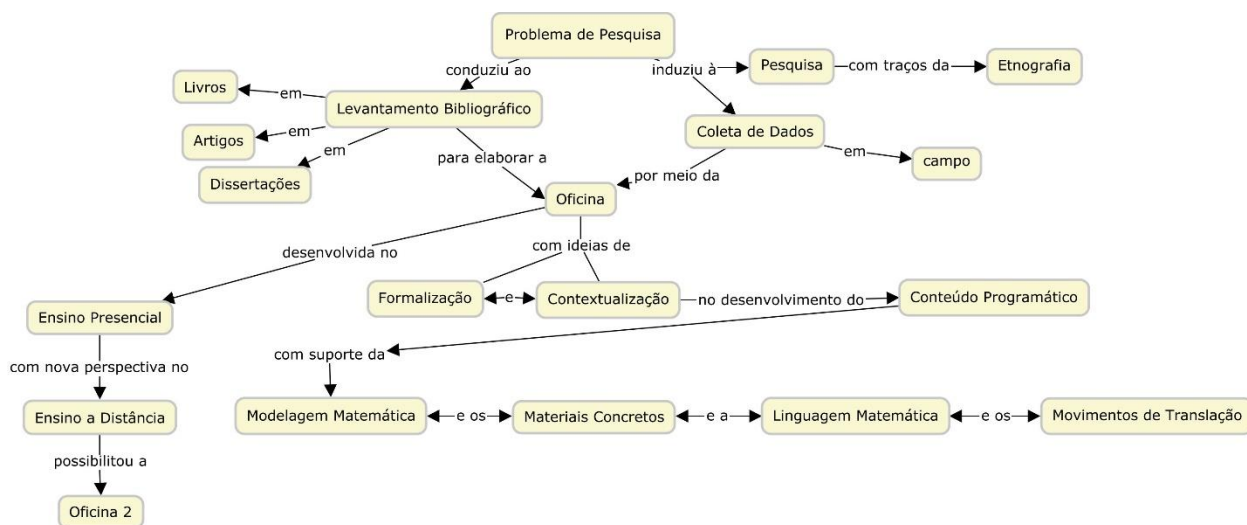 Problema de Pesquisa
conduziu ao
induziu à
Pesquisa
com traços da
Etnografia
Livros
em
Levantamento Bibliográfico
Artigos
em
em
Dissertações
Coleta de Dados
em
campo
para elaborar a
por meio da
Oficina
desenvolvida no
com ideias de
Formalização
e
Contextualização
no desenvolvimento do
Conteúdo Programático
Ensino Presencial
com nova perspectiva no
com suporte da
Ensino a Distância
Modelagem Matemática
e os
Materiais Concretos
e a
Linguagem Matemática
e os
Movimentos de Translação
possibilitou a
Oficina 2